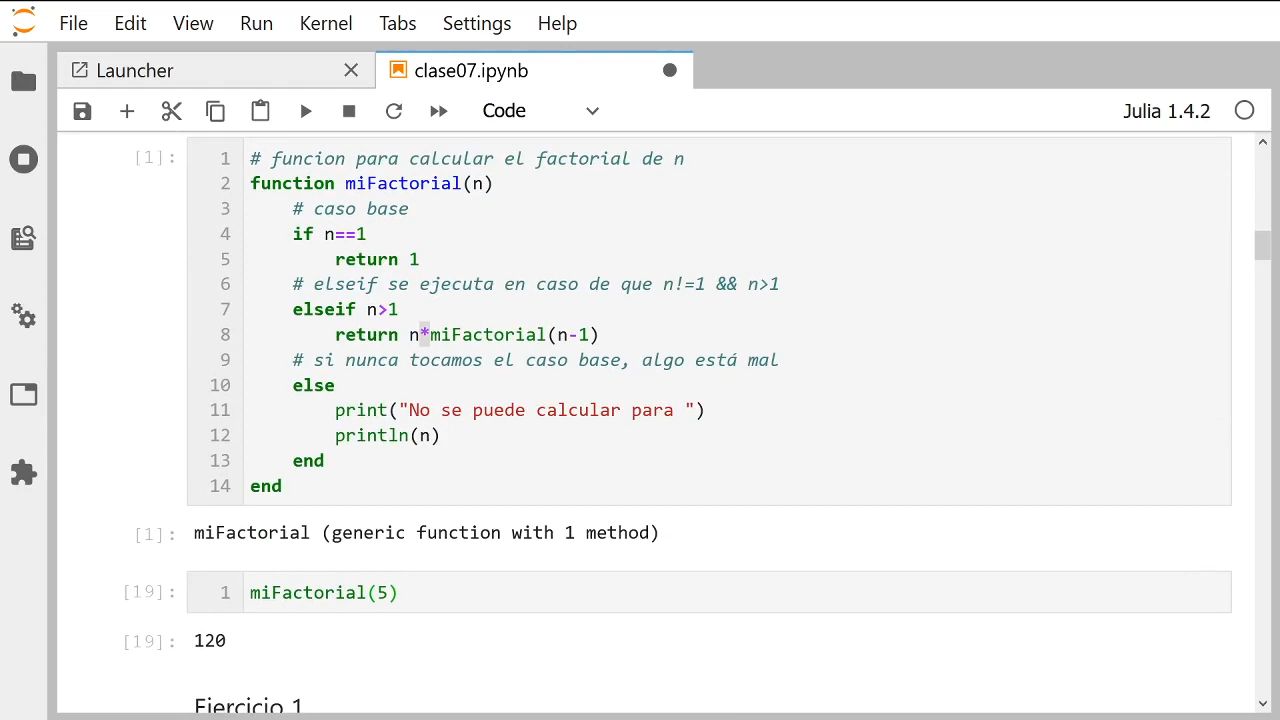 File Edit View Run Kernel Tabs Settings Help
Launcher clase07.ipynb
Code Julia 1.4.2
[1]: 1 # funcion para calcular el factorial de n
2 function miFactorial(n)
3 # caso base
4 if n==1
5 return 1
6 # elseif se ejecuta en caso de que n!=1 && n>1
7 elseif n>1
8 return n*miFactorial(n-1)
9 # si nunca tocamos el caso base, algo está mal
10 else
11 print("No se puede calcular para ")
12 println(n)
13 end
14 end
[1]: miFactorial (generic function with 1 method)
[19]: 1 miFactorial(5)
[19]: 120
Ejercicio 1